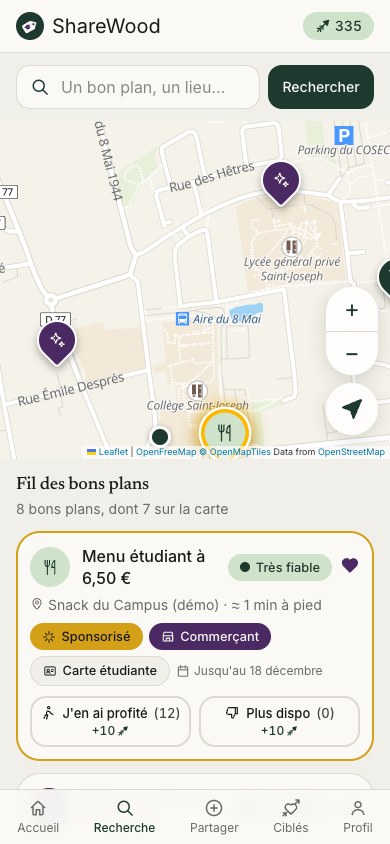 ShareWood
335
Un bon plan, un lieu...
Rechercher
du 8 Mai 1944
Parking du COSEC
Rue des Hêtres
77
Lycée général privé
Saint-Joseph
Aire du 8 Mai
D 77
Rue Émile Desprès
Collège Saint-Joseph
Leaflet | OpenFreeMap © OpenMapTiles Data from OpenStreetMap
Fil des bons plans
8 bons plans, dont 7 sur la carte
Menu étudiant à
6,50 €
Très fiable
Snack du Campus (démo) · ≈ 1 min à pied
Sponsorisé
Commerçant
Carte étudiante
Jusqu'au 18 décembre
J'en ai profité (12)
+10
Plus dispo (0)
+10
Accueil
Recherche
Partager
Ciblés
Profil